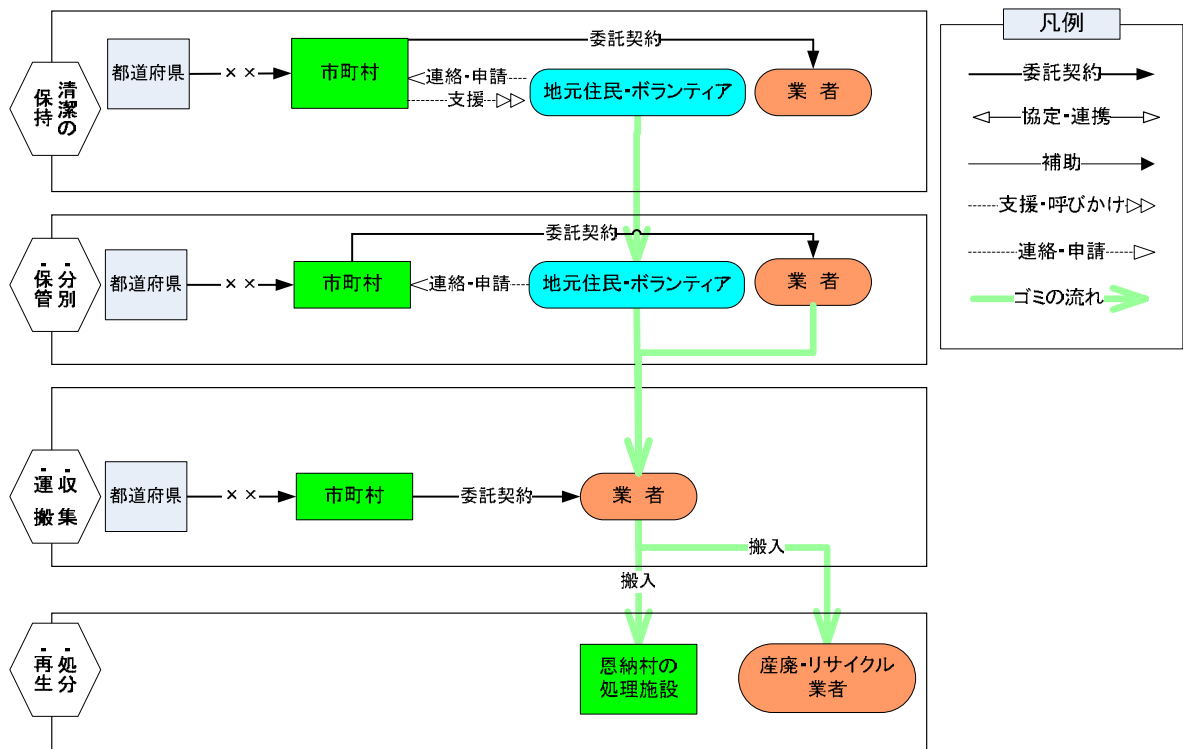 清潔の
保持
都道府県
××
市町村
委託契約
連絡・申請
支援
地元住民・ボランティア
業者
分別・
保管・
都道府県
××
市町村
委託契約
連絡・申請
地元住民・ボランティア
業者
収集・
運搬・
都道府県
××
市町村
委託契約
業者
搬入
搬入
処分・
再生・
恩納村の
処理施設
産廃・リサイクル
業者
凡例
委託契約
協定・連携
補助
支援・呼びかけ
連絡・申請
ゴミの流れ